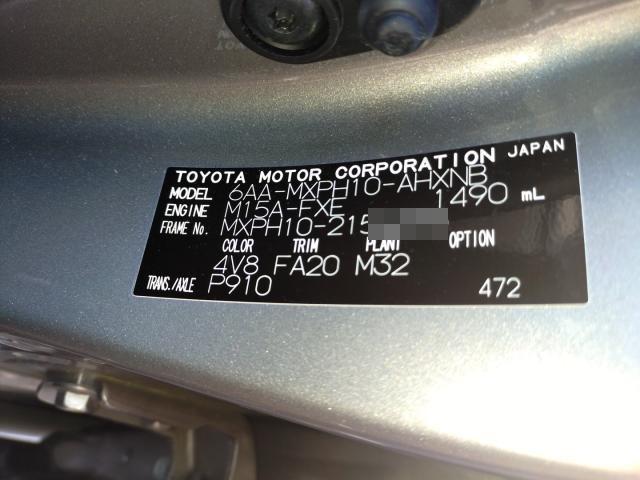 TOYOTA MOTOR CORPORATION JAPAN
MODEL 6AA-MXPH10-AHXNB
ENGINE M15A-FXE 1490 mL
FRAME No. MXPH10-215
COLOR TRIM PLANT OPTION
4V8 FA20 M32
TRANS./AXLE P910 472